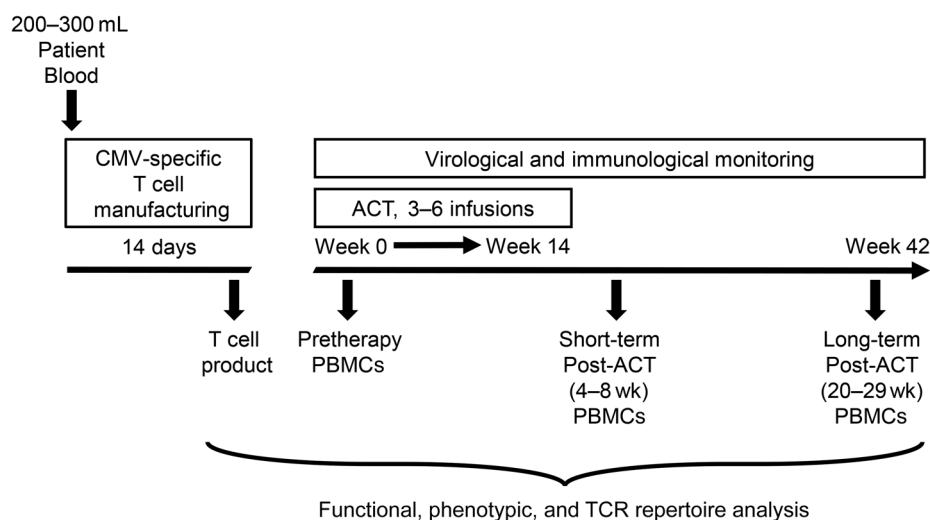 200–300 mL
Patient
Blood
CMV-specific
T cell
manufacturing
Virological and immunological monitoring
ACT, 3–6 infusions
14 days
Week 0
Week 14
Week 42
T cell
product
Pretherapy
PBMCs
Short-term
Post-ACT
(4–8 wk)
PBMCs
Long-term
Post-ACT
(20–29 wk)
PBMCs
Functional, phenotypic, and TCR repertoire analysis